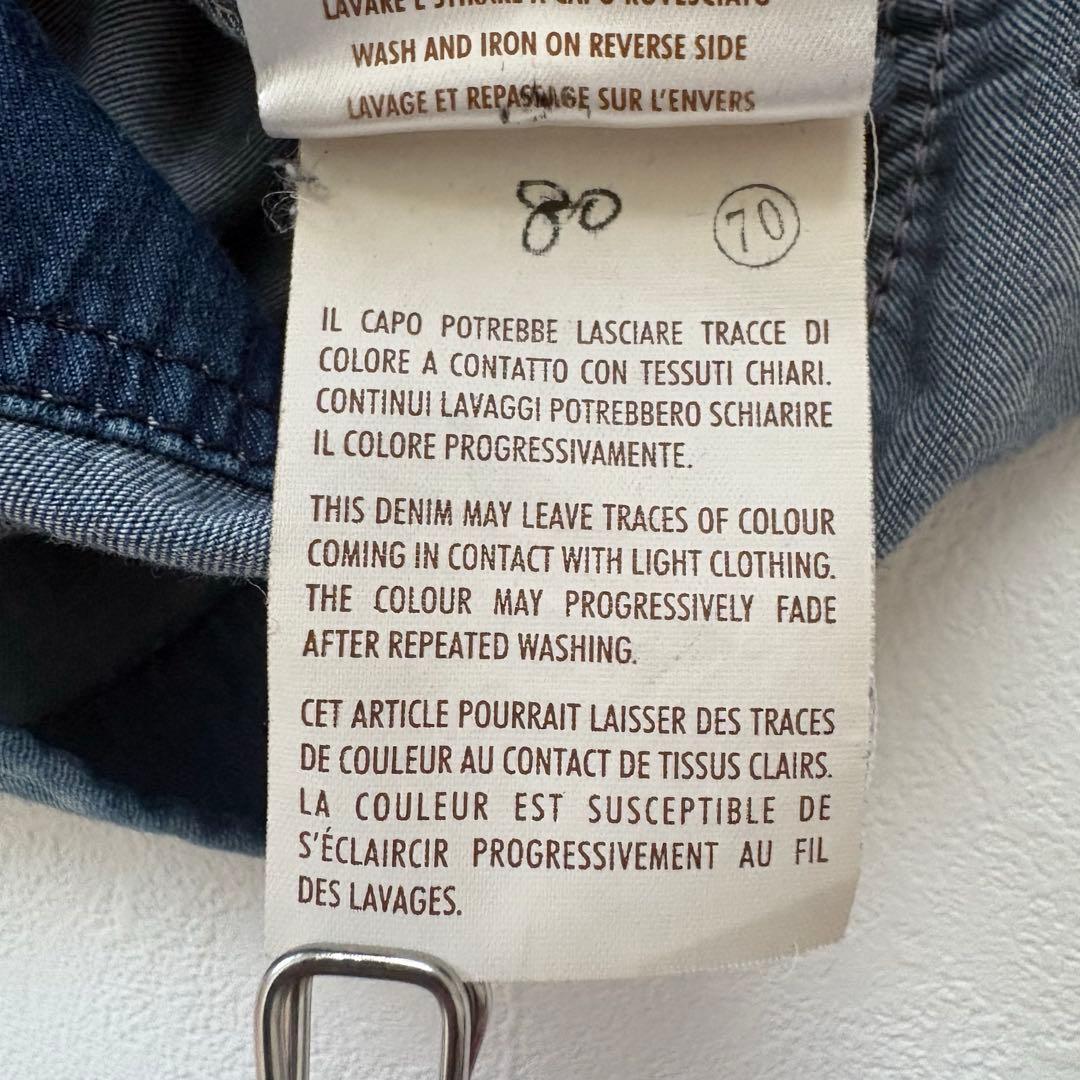 LAVARE E STIRARE A CAPO ROVESCIATO
WASH AND IRON ON REVERSE SIDE
LAVAGE ET REPASSAGE SUR L'ENVERS
80
70
IL CAPO POTREBBE LASCIARE TRACCE DI
COLORE A CONTATTO CON TESSUTI CHIARI.
CONTINUI LAVAGGI POTREBBERO SCHIARIRE
IL COLORE PROGRESSIVAMENTE.
THIS DENIM MAY LEAVE TRACES OF COLOUR
COMING IN CONTACT WITH LIGHT CLOTHING.
THE COLOUR MAY PROGRESSIVELY FADE
AFTER REPEATED WASHING.
CET ARTICLE POURRAIT LAISSER DES TRACES
DE COULEUR AU CONTACT DE TISSUS CLAIRS.
LA COULEUR EST SUSCEPTIBLE DE
S'ÉCLAIRCIR PROGRESSIVEMENT AU FIL
DES LAVAGES.